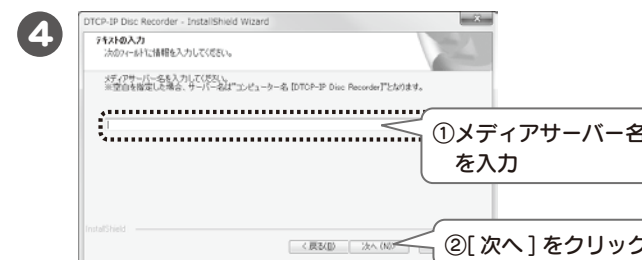 4
DTCP-IP Disc Recorder - InstallShield Wizard
テキストの入力
次のフィールドに情報を入力してください。
メディアサーバー名を入力してください。
※空白を指定した場合、サーバー名は"コンピューター名 [DTCP-IP Disc Recorder]"となります。
①メディアサーバー名
を入力
InstallShield
< 戻る(B)
次へ (N)
②[ 次へ ] をクリック